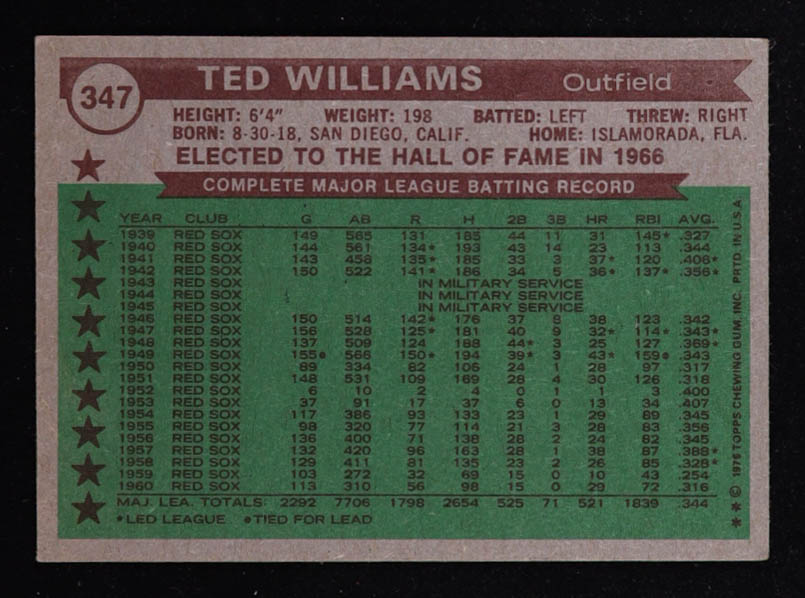 347 TED WILLIAMS Outfield
HEIGHT: 6'4" WEIGHT: 198 BATTED: LEFT THREW: RIGHT
BORN: 8-30-18, SAN DIEGO, CALIF. HOME: ISLAMORADA, FLA.
ELECTED TO THE HALL OF FAME IN 1966
COMPLETE MAJOR LEAGUE BATTING RECORD
YEAR CLUB G AB R H 2B 3B HR RBI AVG.
1939 RED SOX 149 565 131 185 44 11 31 145* .327
1940 RED SOX 144 561 134* 193 43 14 23 113 .344
1941 RED SOX 143 456 135* 185 33 3 37* 120 .406*
1942 RED SOX 150 522 141* 186 34 5 36* 137* .356*
1943 RED SOX IN MILITARY SERVICE
1944 RED SOX IN MILITARY SERVICE
1945 RED SOX IN MILITARY SERVICE
1946 RED SOX 150 514 142* 176 37 8 38 123 .342
1947 RED SOX 156 528 125* 181 40 9 32* 114* .343*
1948 RED SOX 137 509 124 188 44* 3 25 127 .369*
1949 RED SOX 155● 566 150* 194 39* 3 43* 159● .343
1950 RED SOX 89 334 82 106 24 1 28 97 .317
1951 RED SOX 148 531 109 169 28 4 30 126 .318
1952 RED SOX 6 10 2 4 0 1 1 3 .400
1953 RED SOX 37 91 17 37 6 0 13 34 .407
1954 RED SOX 117 386 93 133 23 1 29 89 .345
1955 RED SOX 98 320 77 114 21 3 28 83 .356
1956 RED SOX 136 400 71 138 28 2 24 82 .345
1957 RED SOX 132 420 96 163 28 1 38 87 .388*
1958 RED SOX 129 411 81 135 23 2 26 85 .328*
1959 RED SOX 103 272 32 69 15 0 10 43 .254
1960 RED SOX 113 310 56 98 15 0 29 72 .316
MAJ. LEA. TOTALS: 2292 7706 1798 2654 525 71 521 1839 .344
*LED LEAGUE ●TIED FOR LEAD
** © 1976 TOPPS CHEWING GUM, INC. PRTD. IN U.S.A.